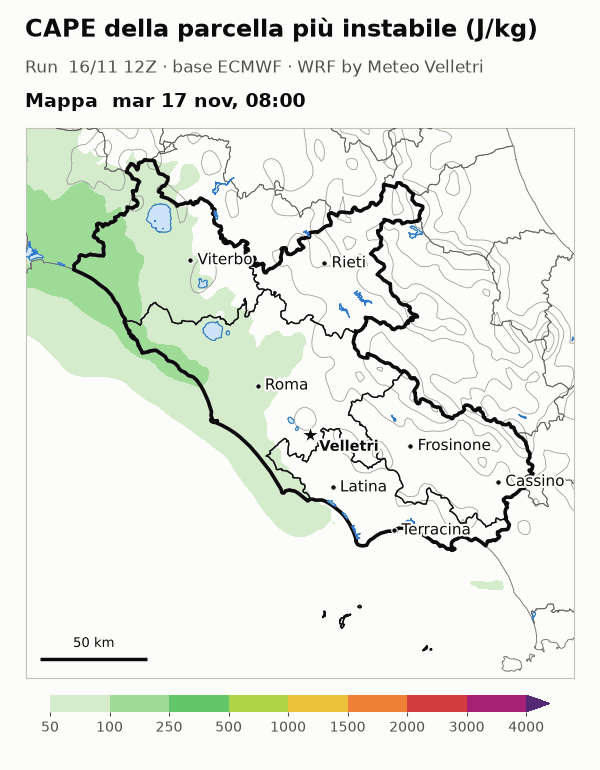 CAPE della parcella più instabile (J/kg)
Run 16/11 12Z · base ECMWF · WRF by Meteo Velletri
Mappa mar 17 nov, 08:00
Viterbo
Rieti
Roma
Velletri
Frosinone
Cassino
Latina
Terracina
50 km
50 100 250 500 1000 1500 2000 3000 4000